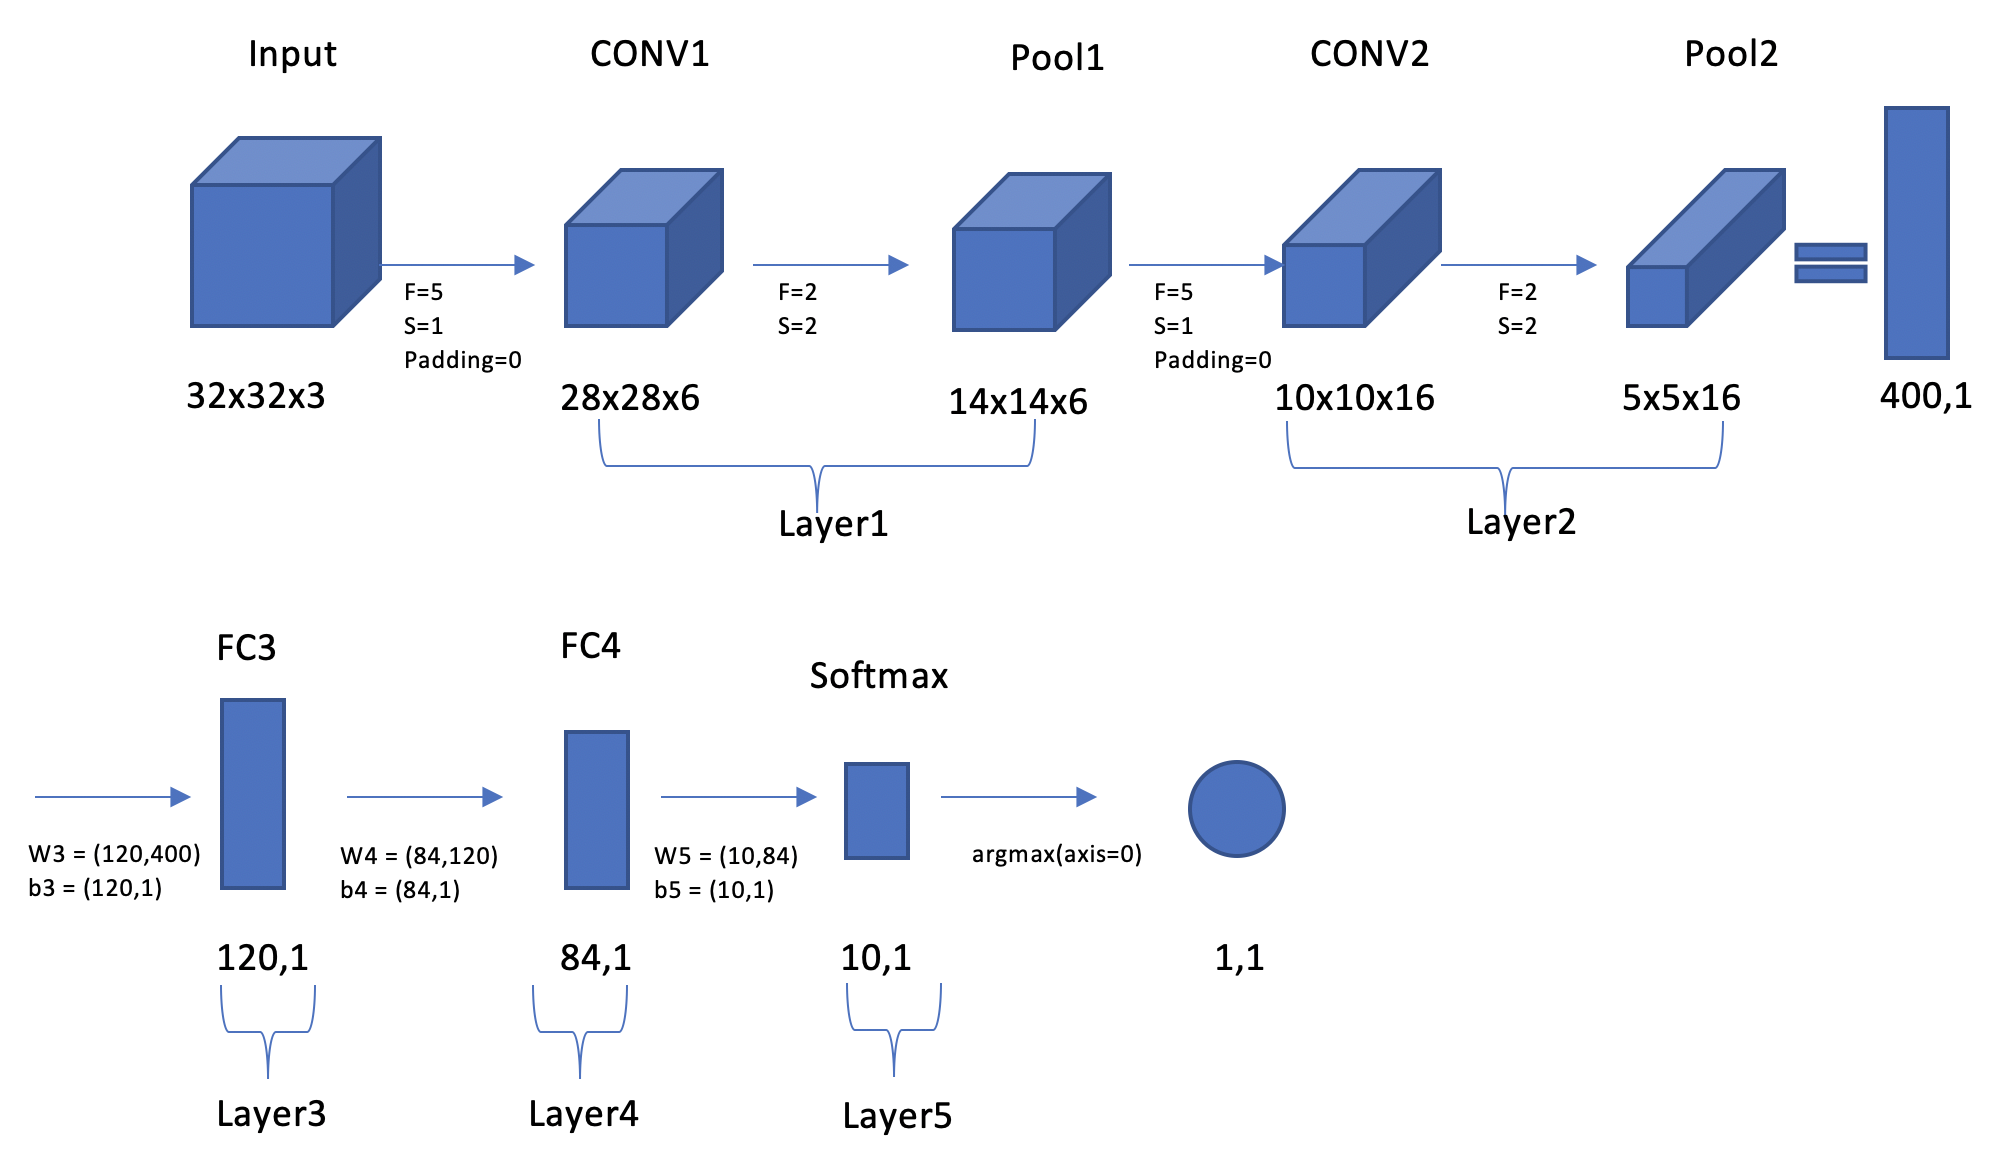 Input
CONV1
Pool1
CONV2
Pool2
F=5
S=1
Padding=0
F=2
S=2
F=5
S=1
Padding=0
F=2
S=2
32x32x3
28x28x6
14x14x6
10x10x16
5x5x16
400,1
Layer1
Layer2
FC3
FC4
Softmax
W3 = (120,400)
b3 = (120,1)
W4 = (84,120)
b4 = (84,1)
W5 = (10,84)
b5 = (10,1)
argmax(axis=0)
120,1
84,1
10,1
1,1
Layer3
Layer4
Layer5